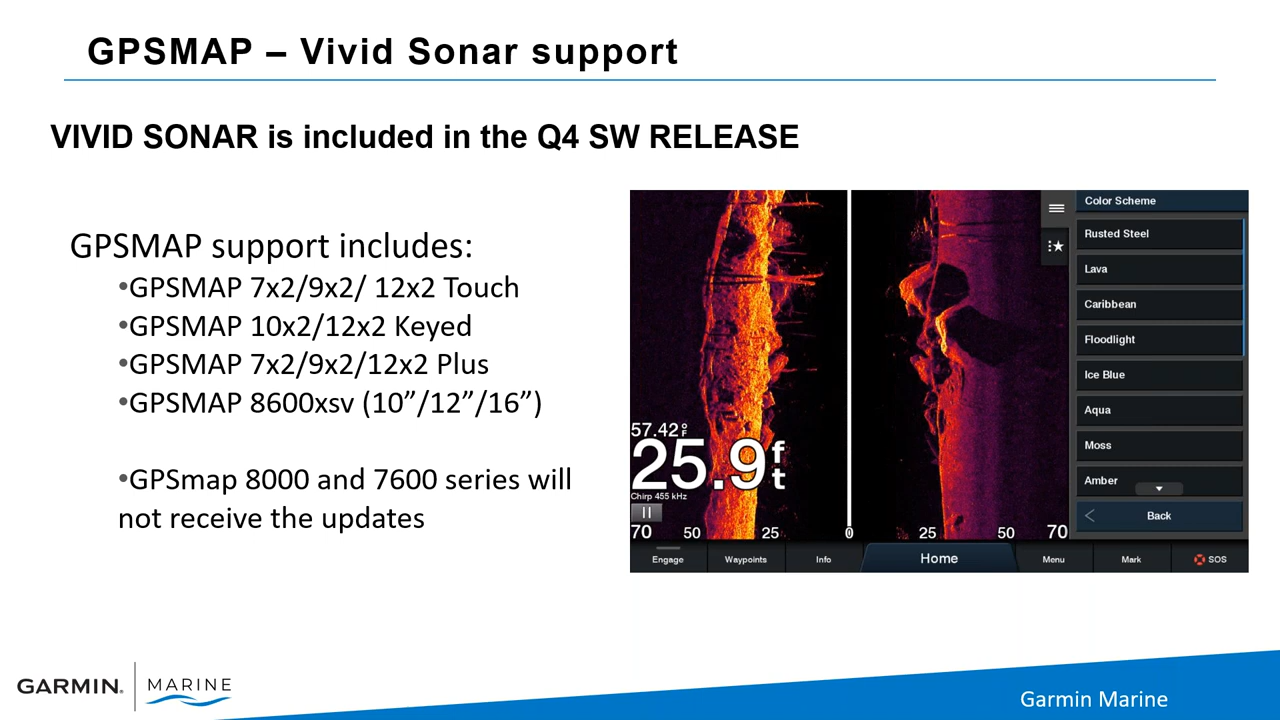 GPSMAP – Vivid Sonar support
VIVID SONAR is included in the Q4 SW RELEASE
GPSMAP support includes:
•GPSMAP 7x2/9x2/ 12x2 Touch
•GPSMAP 10x2/12x2 Keyed
•GPSMAP 7x2/9x2/12x2 Plus
•GPSMAP 8600xsv (10”/12”/16”)
•GPSmap 8000 and 7600 series will
not receive the updates
57.42°F
25.9ft
Chirp 455 kHz
70 50 25 0 25 50 70
Color Scheme
Rusted Steel
Lava
Caribbean
Floodlight
Ice Blue
Aqua
Moss
Amber
Back
Engage Waypoints Info Home Menu Mark SOS
GARMIN. MARINE
Garmin Marine